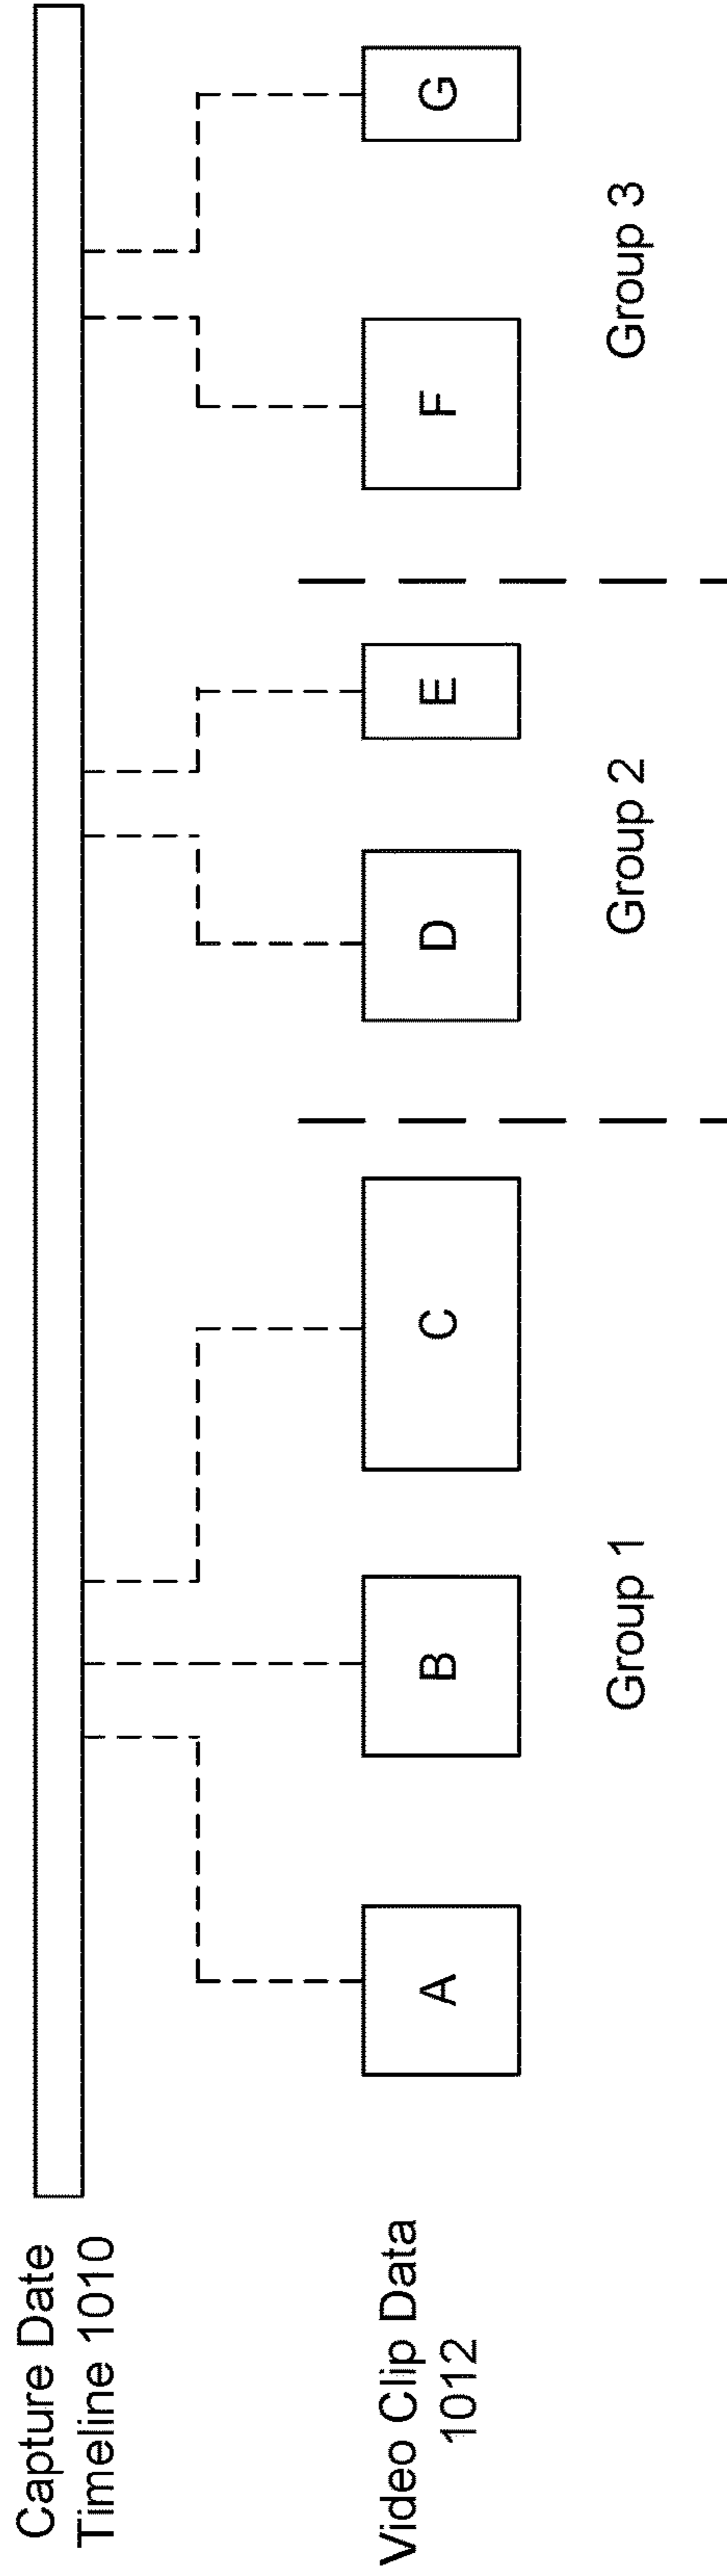 Capture Date
Timeline 1010
Video Clip Data
1012
A
B
C
D
E
F
G
Group 1
Group 2
Group 3